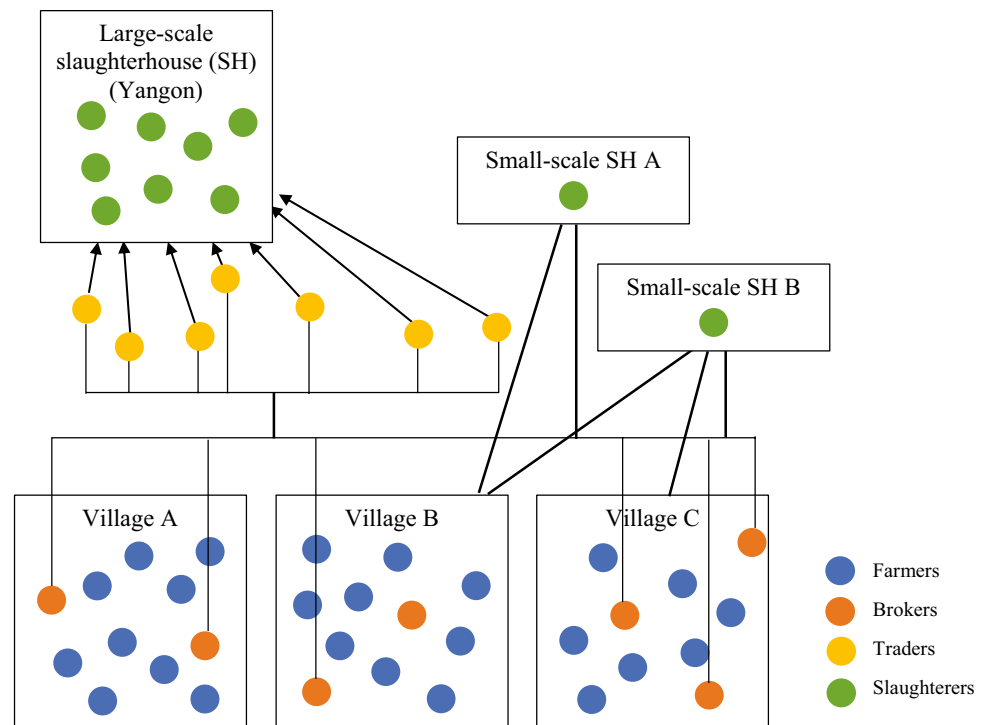 Large-scale
slaughterhouse (SH)
(Yangon)
Small-scale SH A
Small-scale SH B
Village A
Village B
Village C
Farmers
Brokers
Traders
Slaughterers